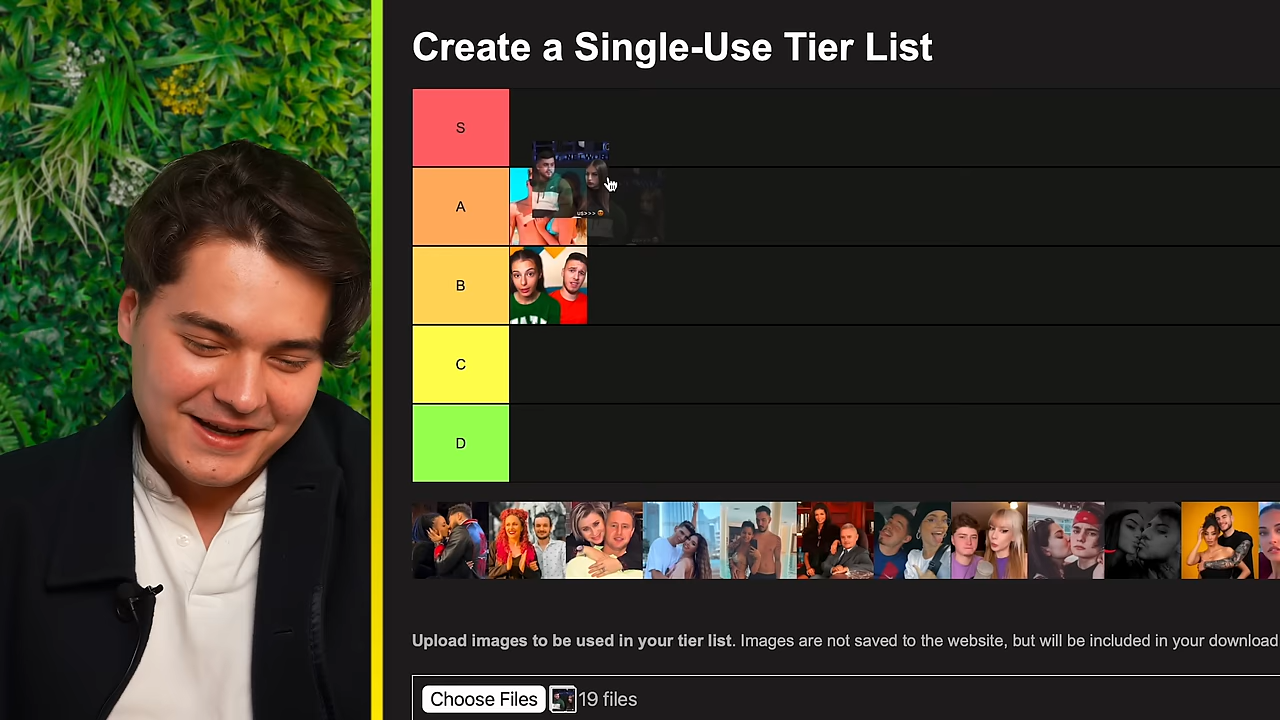 Create a Single-Use Tier List
S
A
us>>>
B
C
D
Upload images to be used in your tier list. Images are not saved to the website, but will be included in your download
Choose Files 19 files